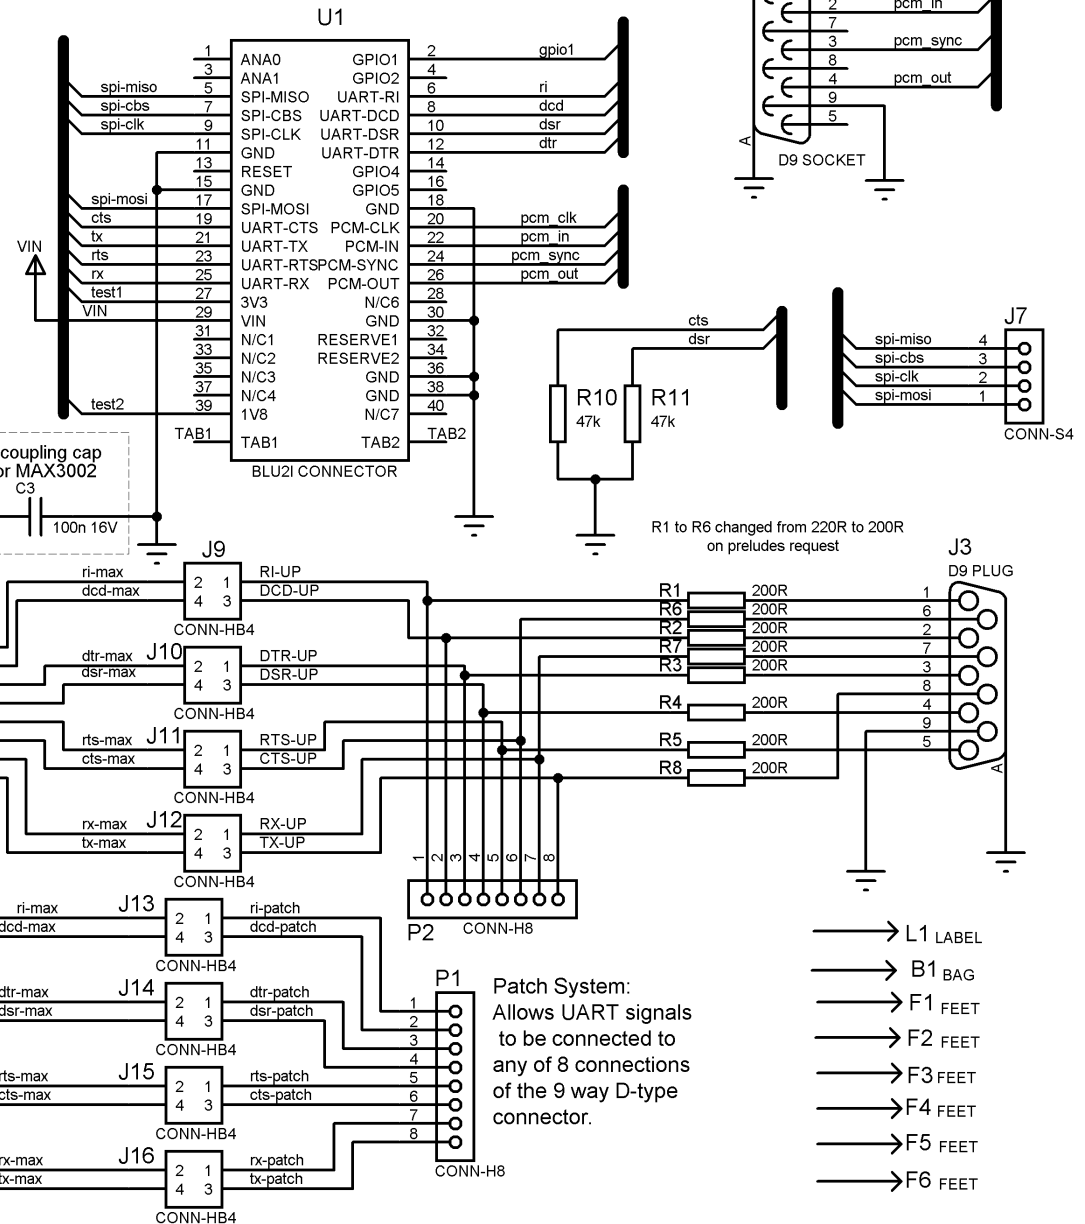 U1
1 ANA0 GPIO1 2 gpio1
3 ANA1 GPIO2 4
spi-miso 5 SPI-MISO UART-RI 6 ri
spi-cbs 7 SPI-CBS UART-DCD 8 dcd
spi-clk 9 SPI-CLK UART-DSR 10 dsr
11 GND UART-DTR 12 dtr
13 RESET GPIO4 14
15 GND GPIO5 16
spi-mosi 17 SPI-MOSI GND 18
cts 19 UART-CTS PCM-CLK 20 pcm_clk
tx 21 UART-TX PCM-IN 22 pcm_in
rts 23 UART-RTS PCM-SYNC 24 pcm_sync
rx 25 UART-RX PCM-OUT 26 pcm_out
test1 27 3V3 N/C6 28
VIN
VIN 29 VIN GND 30
31 N/C1 RESERVE1 32
33 N/C2 RESERVE2 34
35 N/C3 GND 36
37 N/C4 GND 38
test2 39 1V8 N/C7 40
TAB1 TAB1 TAB2 TAB2
BLU2I CONNECTOR
2 pcm_in
7
3 pcm_sync
8
4 pcm_out
9
5
A
D9 SOCKET
cts
dsr
R10 47k
R11 47k
J7
spi-miso 4
spi-cbs 3
spi-clk 2
spi-mosi 1
CONN-S4
coupling cap
or MAX3002
C3
100n 16V
R1 to R6 changed from 220R to 200R
on preludes request
J9
ri-max 2 1 RI-UP
dcd-max 4 3 DCD-UP
CONN-HB4
J10
dtr-max 2 1 DTR-UP
dsr-max 4 3 DSR-UP
CONN-HB4
J11
rts-max 2 1 RTS-UP
cts-max 4 3 CTS-UP
CONN-HB4
J12
rx-max 2 1 RX-UP
tx-max 4 3 TX-UP
CONN-HB4
J3
D9 PLUG
R1 200R 1
R6 200R 6
R2 200R 2
R7 200R 7
R3 200R 3
8
R4 200R 4
9
R5 200R 5
R8 200R
A
1 2 3 4 5 6 7 8
P2 CONN-H8
J13
ri-max 2 1 ri-patch
dcd-max 4 3 dcd-patch
CONN-HB4
J14
dtr-max 2 1 dtr-patch
dsr-max 4 3 dsr-patch
CONN-HB4
J15
rts-max 2 1 rts-patch
cts-max 4 3 cts-patch
CONN-HB4
J16
rx-max 2 1 rx-patch
tx-max 4 3 tx-patch
CONN-HB4
P1
1
2
3
4
5
6
7
8
CONN-H8
Patch System:
Allows UART signals
to be connected to
any of 8 connections
of the 9 way D-type
connector.
L1 LABEL
B1 BAG
F1 FEET
F2 FEET
F3 FEET
F4 FEET
F5 FEET
F6 FEET